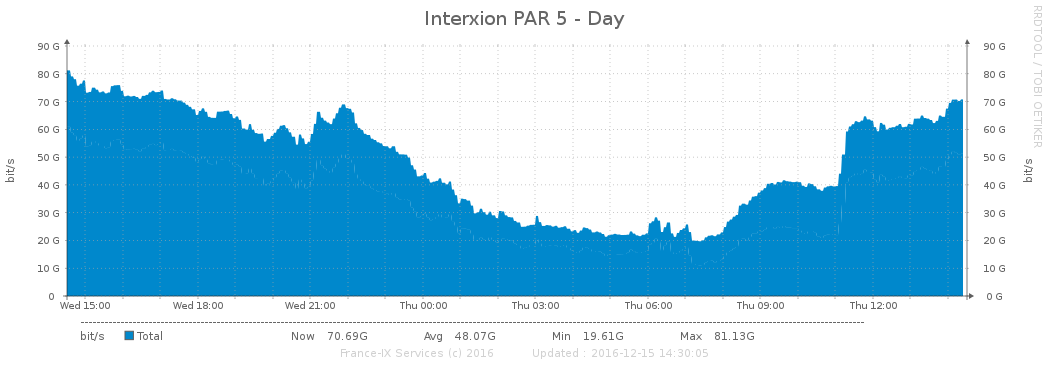 Interxion PAR 5 - Day
RRDTOOL / TOBI OETIKER
bit/s
90 G
80 G
70 G
60 G
50 G
40 G
30 G
20 G
10 G
0
90 G
80 G
70 G
60 G
50 G
40 G
30 G
20 G
10 G
0 G
bit/s
Wed 15:00 Wed 18:00 Wed 21:00 Thu 00:00 Thu 03:00 Thu 06:00 Thu 09:00 Thu 12:00
bit/s Total Now 70.69G Avg 48.07G Min 19.61G Max 81.13G
France-IX Services (c) 2016 Updated : 2016-12-15 14:30:05